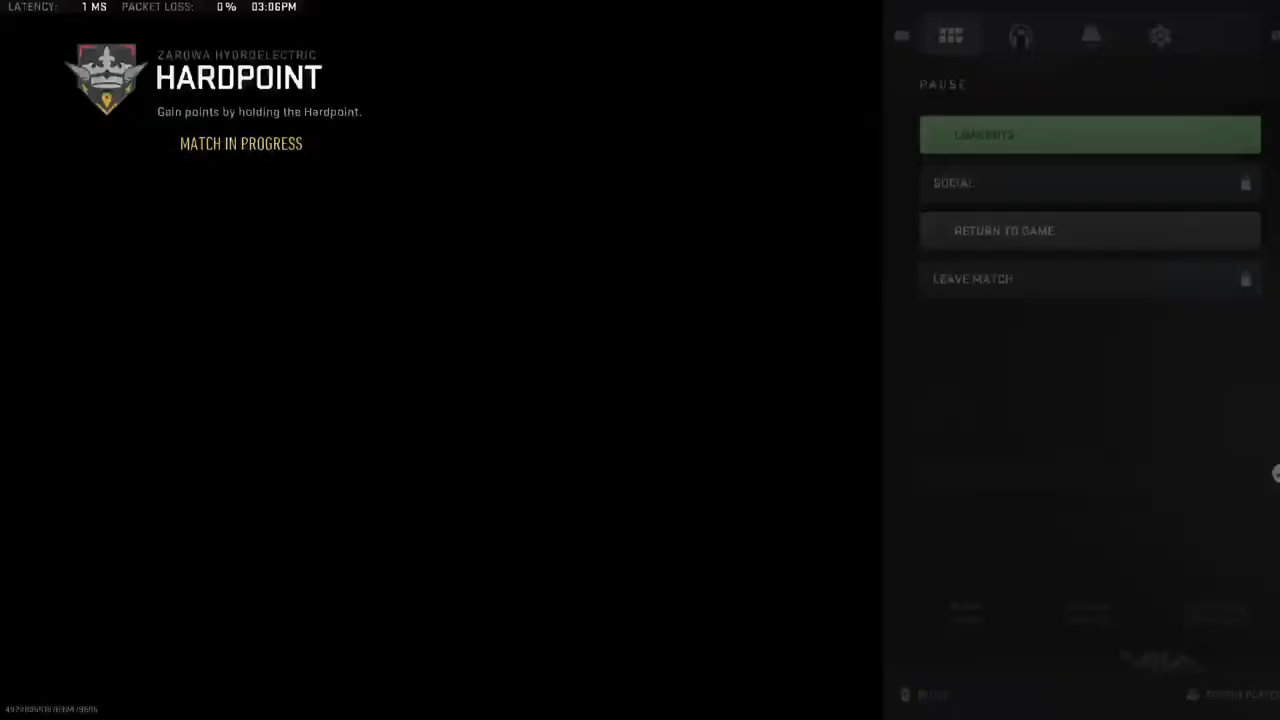 LATENCY: 1 MS PACKET LOSS: 0% 03:06PM
ZARQWA HYDROELECTRIC
HARDPOINT
Gain points by holding the Hardpoint.
MATCH IN PROGRESS
PAUSE
LOADOUTS
SOCIAL
RETURN TO GAME
LEAVE MATCH